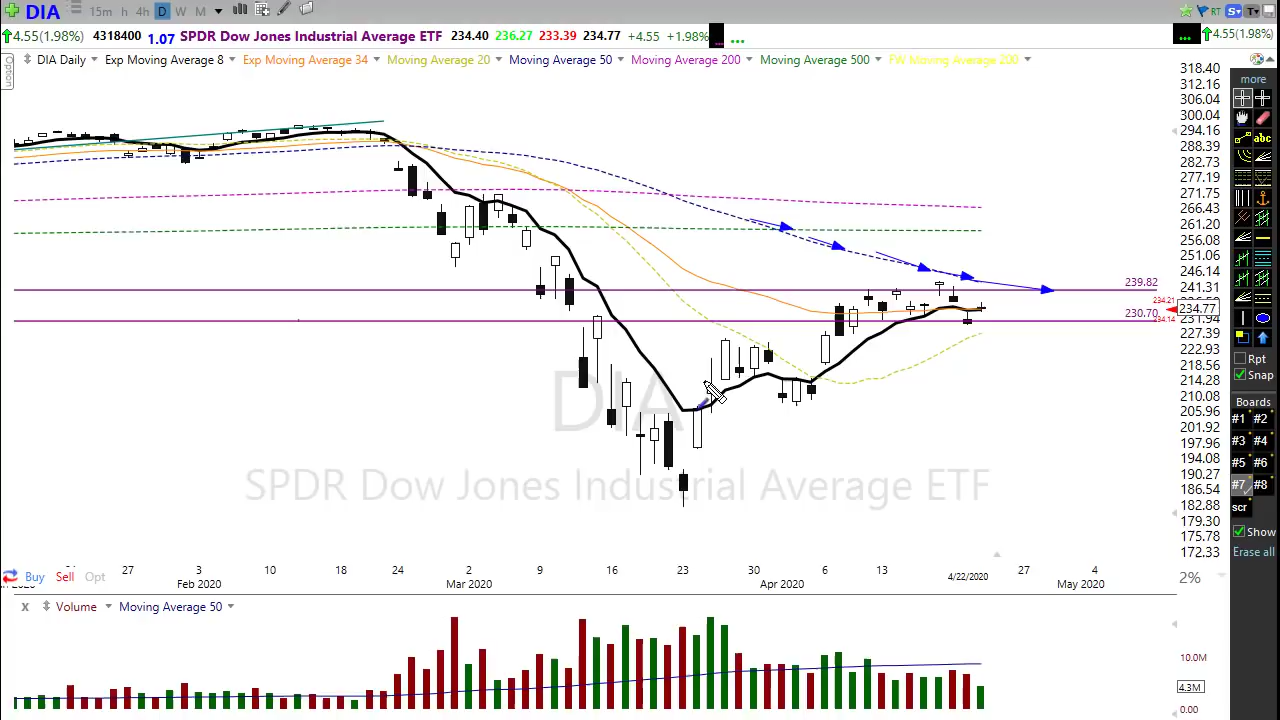 DIA 15m h 4h D W M RT S T
4.55(1.98%) 4318400 1.07 SPDR Dow Jones Industrial Average ETF 234.40 236.27 233.39 234.77 +4.55 +1.98% ... ... 4.55(1.98%)
Option
DIA Daily Exp Moving Average 8 Exp Moving Average 34 Moving Average 20 Moving Average 50 Moving Average 200 Moving Average 500 FW Moving Average 200
318.40
312.16
306.04
300.04
294.16
288.39
282.73
277.19
271.75
266.43
261.20
256.08
251.06
246.14
241.31
239.82
234.21
234.77
230.70
234.14
231.94
227.39
222.93
218.56
214.28
210.08
205.96
201.92
197.96
194.08
190.27
186.54
182.88
179.30
175.78
172.33
DIA
SPDR Dow Jones Industrial Average ETF
27 3 10 18 24 2 9 16 23 30 6 13 4/22/2020 27 4
Feb 2020 Mar 2020 Apr 2020 May 2020
Buy Sell Opt
2%
x Volume Moving Average 50
10.0M
4.3M
0.00
more
abc
Rpt
Snap
Boards
#1 #2
#3 #4
#5 #6
#7 #8
scr
Show
Erase all